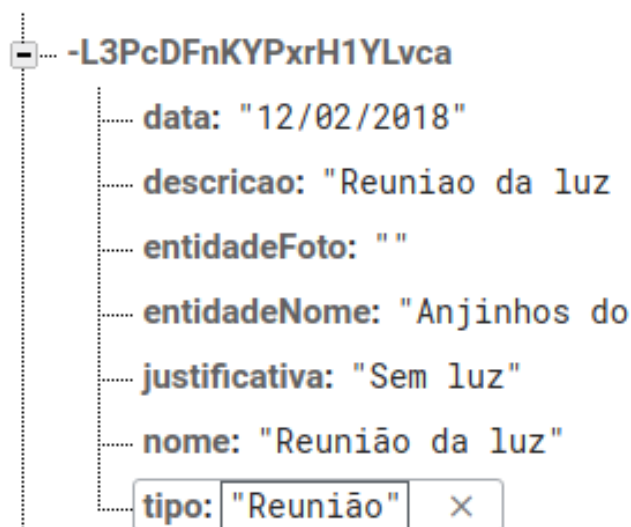 -L3PcDFnKYPxrH1YLvca
data: "12/02/2018"
descricao: "Reuniao da luz
entidadeFoto: ""
entidadeNome: "Anjinhos do
justificativa: "Sem luz"
nome: "Reunião da luz"
tipo: "Reunião" ×